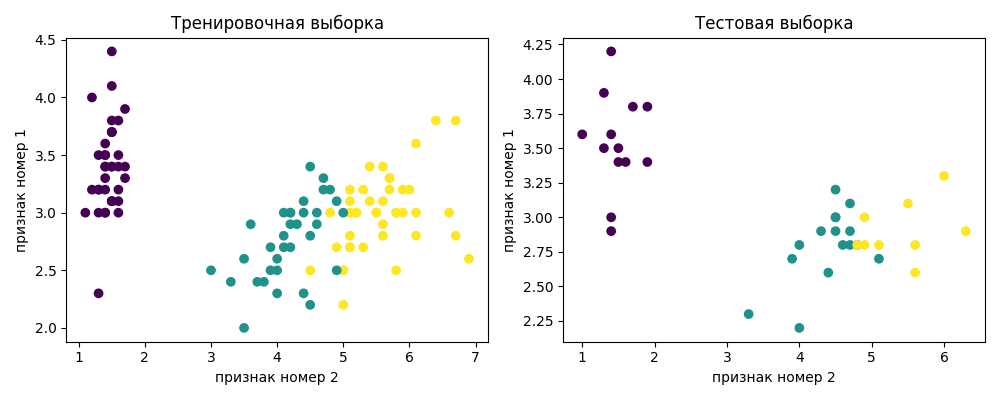 Тренировочная выборка
4.5
4.0
3.5
3.0
2.5
2.0
признак номер 1
1 2 3 4 5 6 7
признак номер 2
Тестовая выборка
4.25
4.00
3.75
3.50
3.25
3.00
2.75
2.50
2.25
признак номер 1
1 2 3 4 5 6
признак номер 2